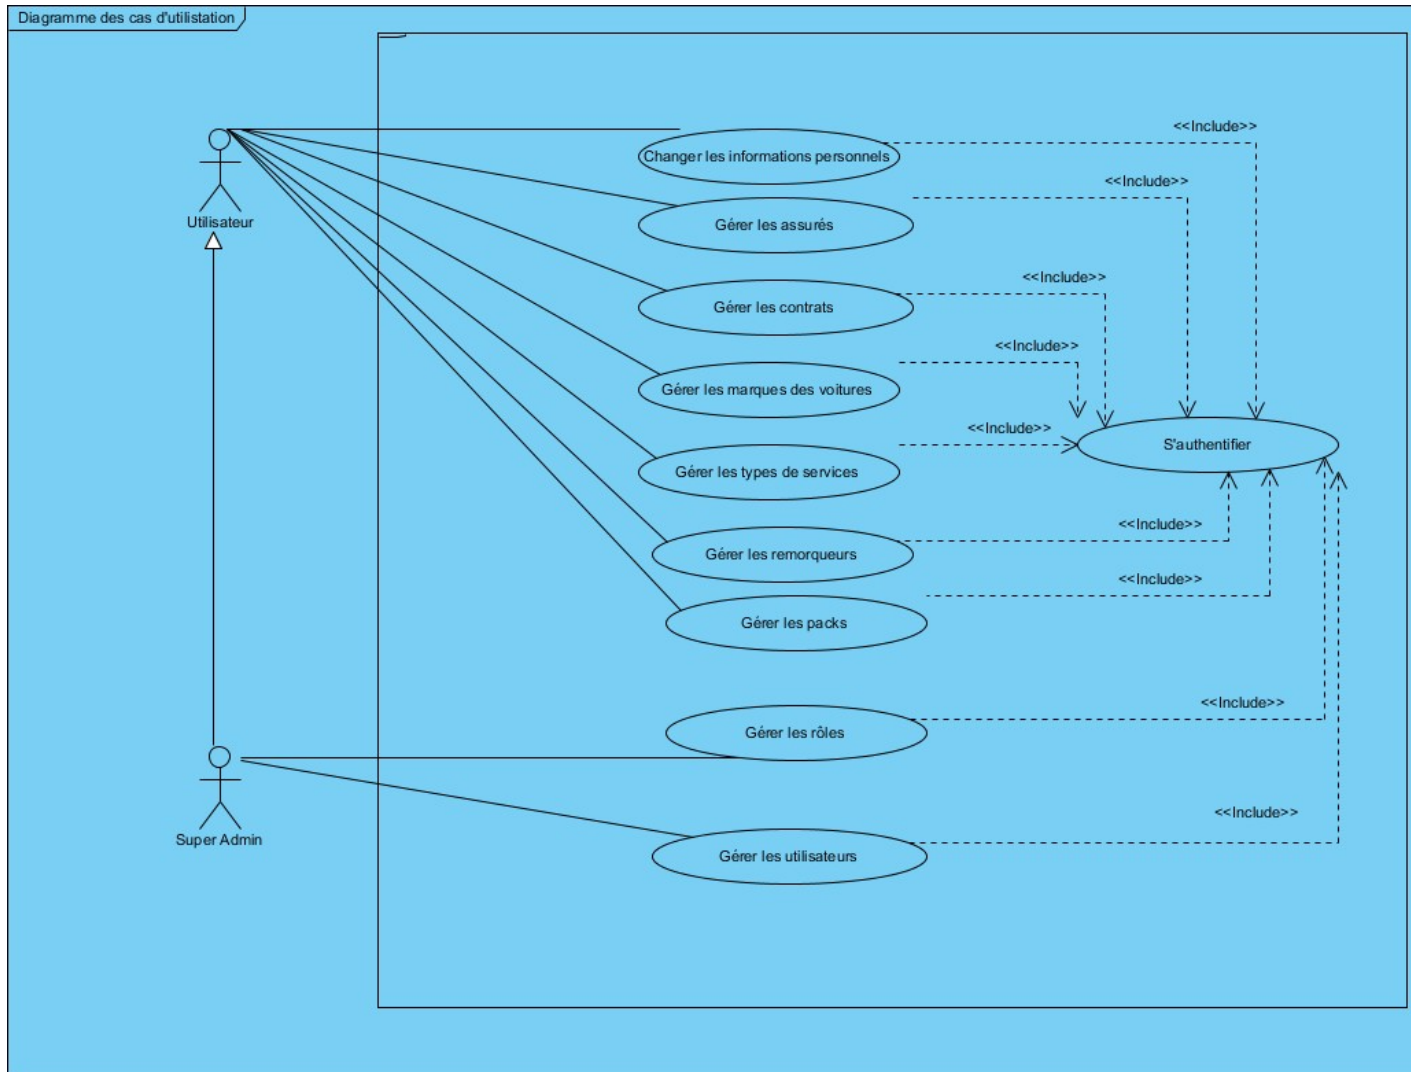 Diagramme des cas d'utilistation
<<Include>>
Changer les informations personnels
<<Include>>
Utilisateur
Gérer les assurés
<<Include>>
Gérer les contrats
<<Include>>
Gérer les marques des voitures
<<Include>>
S'authentifier
Gérer les types de services
<<Include>>
Gérer les remorqueurs
<<Include>>
Gérer les packs
<<Include>>
Gérer les rôles
<<Include>>
Super Admin
Gérer les utilisateurs